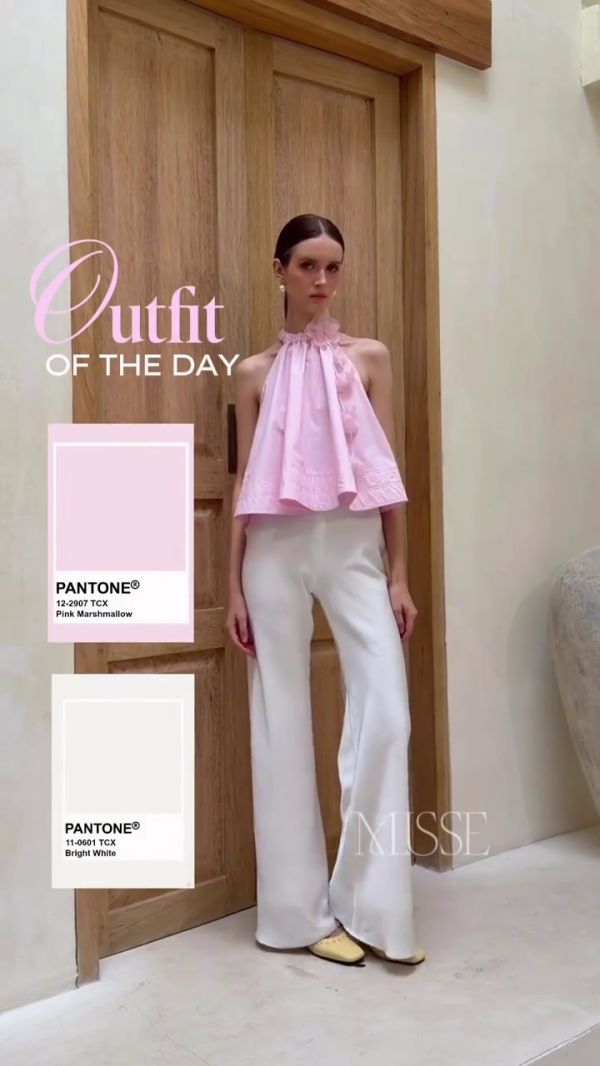 Outfit
OF THE DAY
PANTONE®
12-2907 TCX
Pink Marshmallow
PANTONE®
11-0601 TCX
Bright White
MISSE